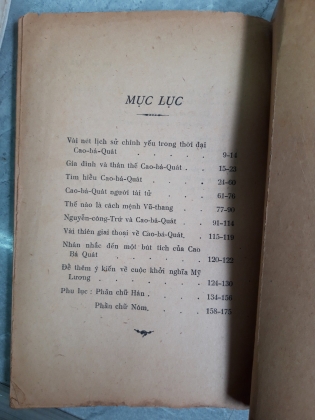 MỤC LỤC
Vài nét lịch sử chính yếu trong thời đại
Cao-bá-Quát . . . . . . 9-14
Gia đình và thân thế Cao-bá-Quát . . 15-23
Tìm hiểu Cao-bá-Quát . . . . 24-60
Cao-bá-Quát người tài tử . . . 61-76
Thế nào là cách mệnh Vũ-thang . . 77-90
Nguyễn-công-Trứ và Cao-bá-Quát . . 91-114
Vài thiên giai thoại về Cao-bá-Quát. . 115-119
Nhân nhắc đến một bút tích của Cao
Bá Quát . . . . . . 120-122
Để thêm ý kiến về cuộc khởi nghĩa Mỹ
Lương . . . . . . 124-130
Phụ lục : Phần chữ Hán . . . 134-156
Phần chữ Nôm. . . . 158-175